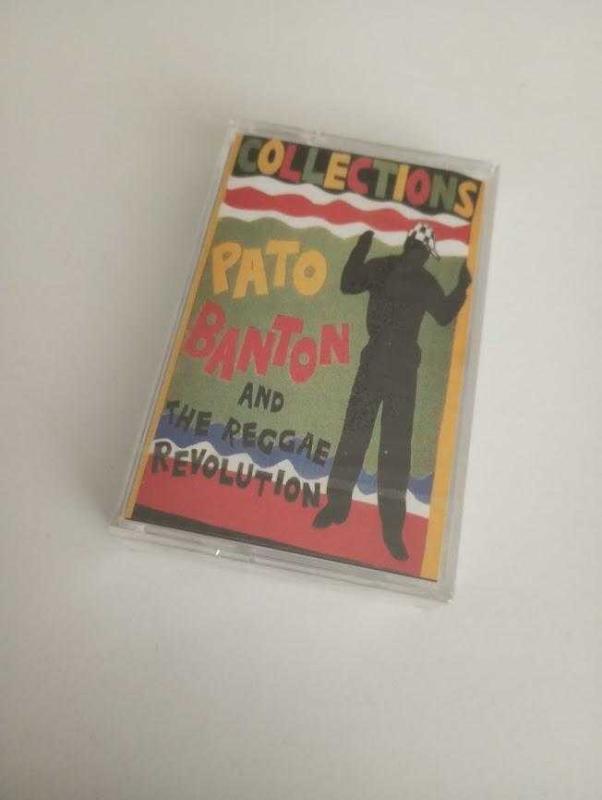 COLLECTIONS
PATO
BANTON
AND
THE REGGAE
REVOLUTION